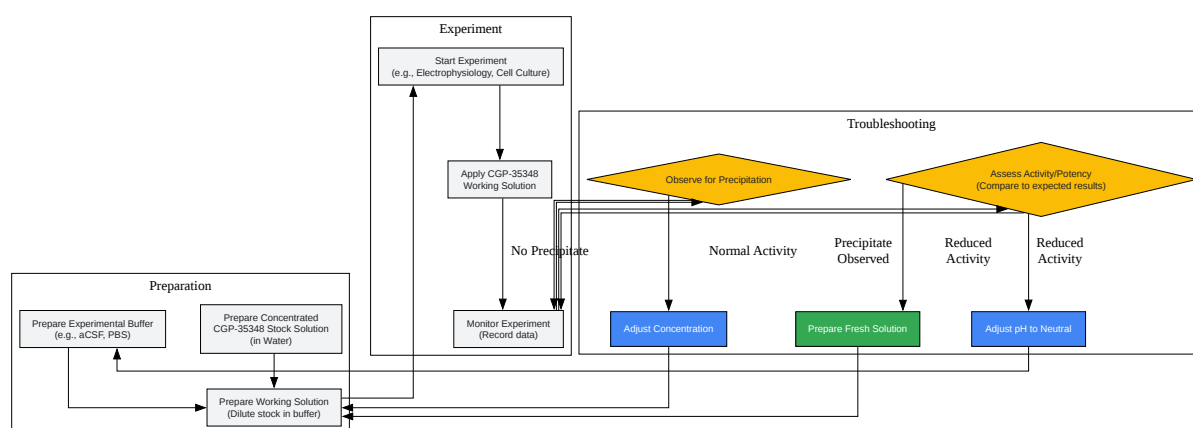 Experiment
Start Experiment
(e.g., Electrophysiology, Cell Culture)
Troubleshooting
Apply CGP-35348
Working Solution
Observe for Precipitation
Assess Activity/Potency
(Compare to expected results)
No Precipitate
Normal Activity
Precipitate
Observed
Reduced
Activity
Reduced
Activity
Preparation
Prepare Experimental Buffer
(e.g., aCSF, PBS)
Prepare Concentrated
CGP-35348 Stock Solution
(in Water)
Monitor Experiment
(Record data)
Adjust Concentration
Prepare Fresh Solution
Adjust pH to Neutral
Prepare Working Solution
(Dilute stock in buffer)